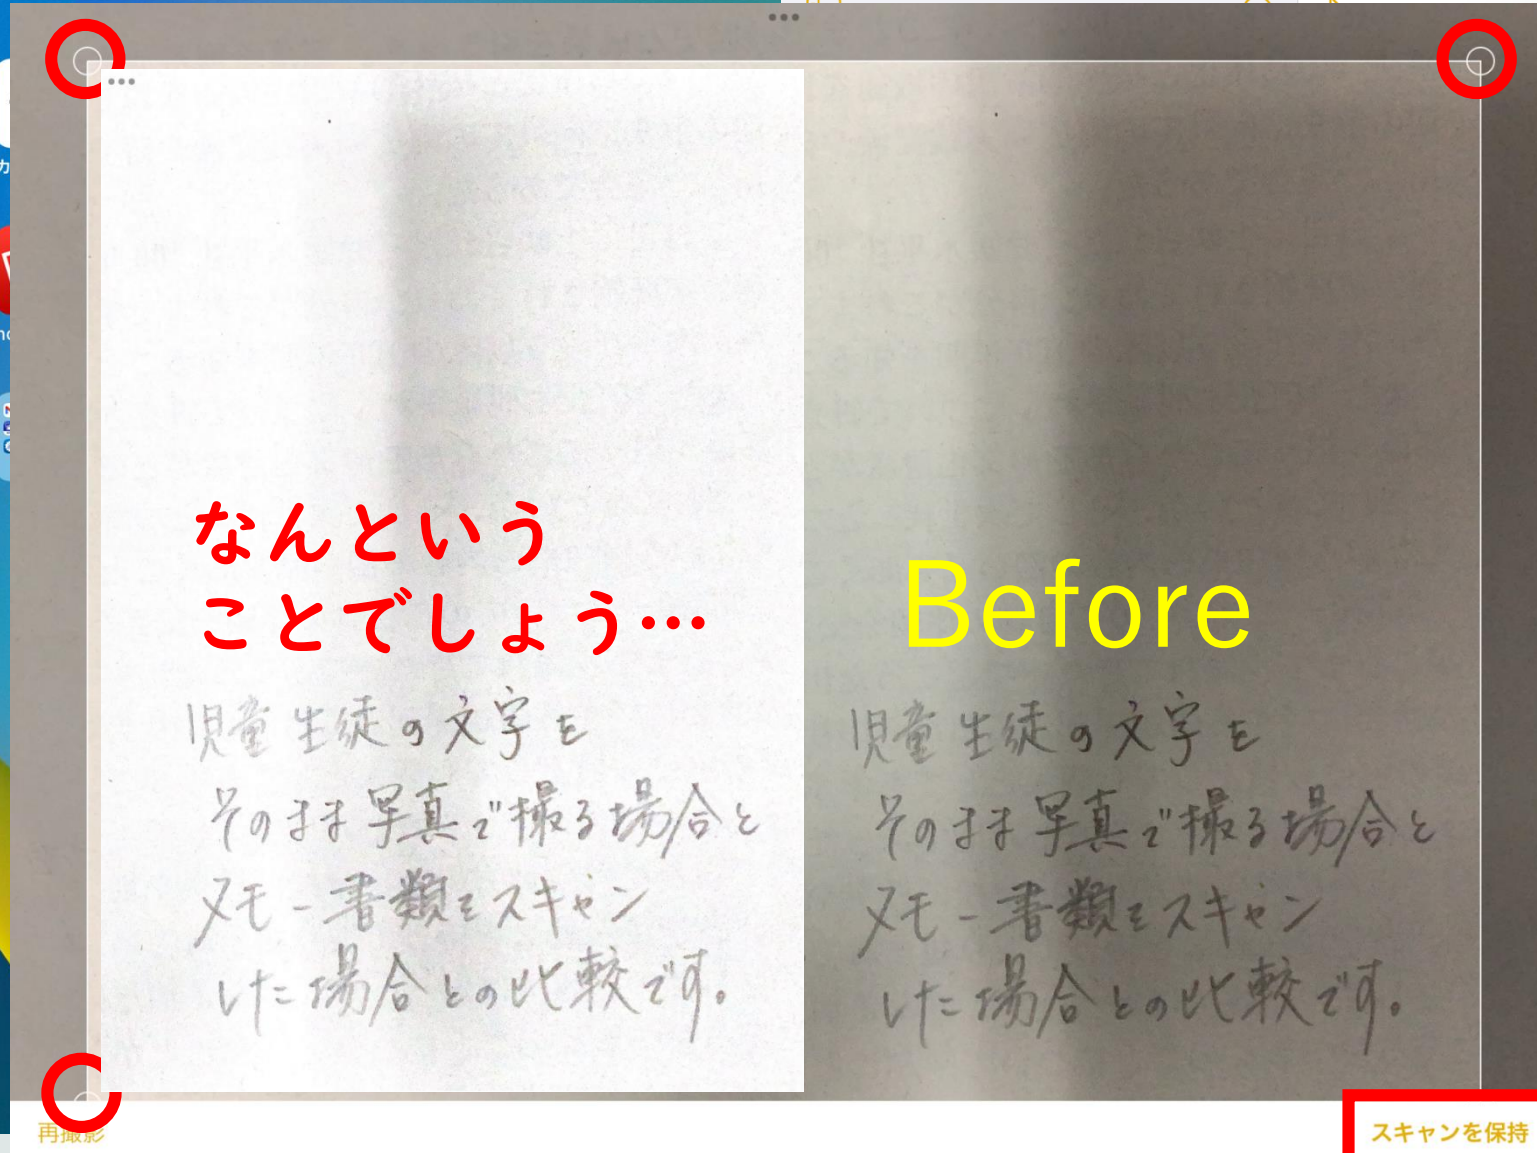 なんという
ことでしょう…
児童生徒の文字を
そのまま写真で撮る場合と
メモー書類をスキャン
した場合との比較です。
Before
児童生徒の文字を
そのまま写真で撮る場合と
メモー書類をスキャン
した場合との比較です。
再撮影
スキャンを保持